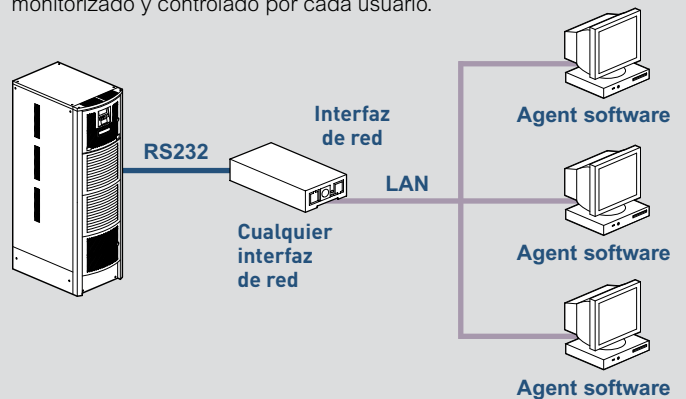 monitorizado y controlado por cada usuario.
Interfaz
de red
RS232
LAN
Cualquier
interfaz
de red
Agent software
Agent software
Agent software